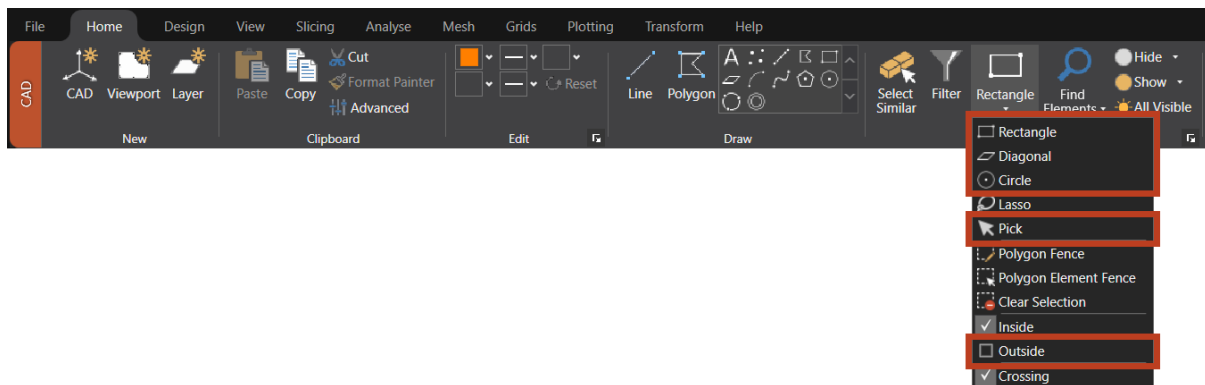 File Home Design View Slicing Analyse Mesh Grids Plotting Transform Help
CAD
CAD Viewport Layer
New
Paste Copy
Cut
Format Painter
Advanced
Clipboard
Reset
Edit
Line Polygon
A
Draw
Select
Similar
Filter
Rectangle
Find
Elements
Hide
Show
All Visible
Rectangle
Diagonal
Circle
Lasso
Pick
Polygon Fence
Polygon Element Fence
Clear Selection
Inside
Outside
Crossing